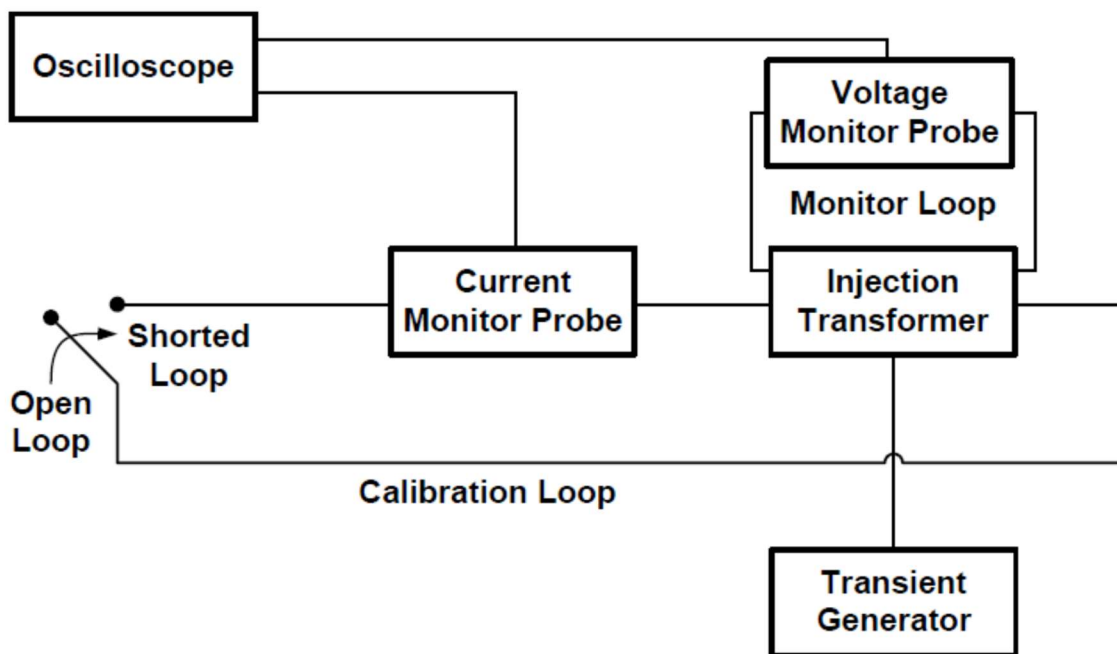 Oscilloscope
Voltage
Monitor Probe
Monitor Loop
Current
Monitor Probe
Injection
Transformer
Shorted
Loop
Open
Loop
Calibration Loop
Transient
Generator